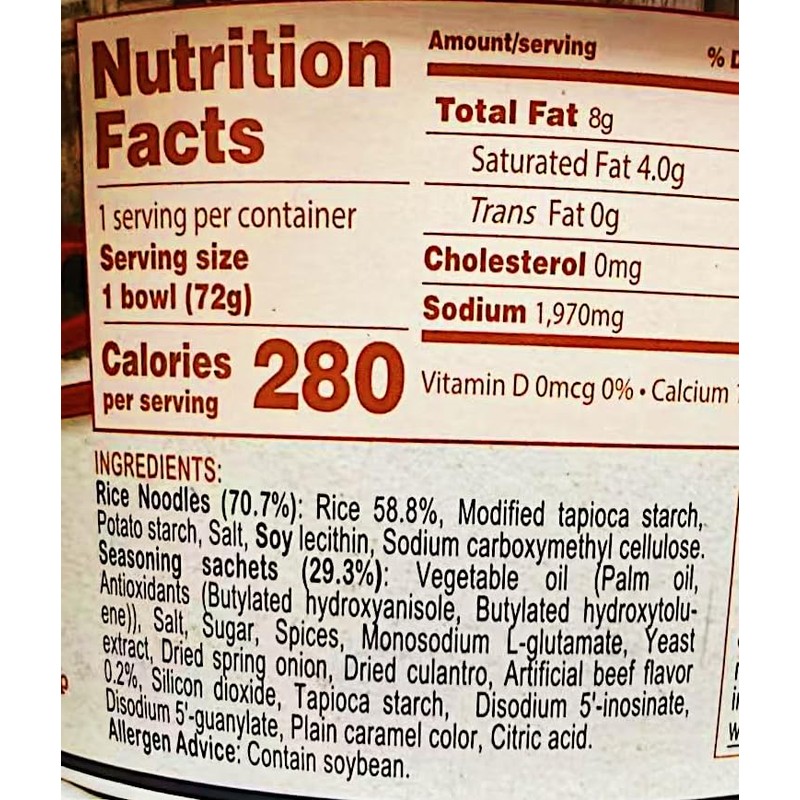 Nutrition
Facts
1 serving per container
Serving size
1 bowl (72g)
Calories
per serving
280
Amount/serving
%
Total Fat 8g
Saturated Fat 4.0g
Trans Fat 0g
Cholesterol 0mg
Sodium 1,970mg
Vitamin D 0mcg 0% • Calcium
INGREDIENTS:
Rice Noodles (70.7%): Rice 58.8%, Modified tapioca starch,
Potato starch, Salt, Soy lecithin, Sodium carboxymethyl cellulose.
Seasoning sachets (29.3%): Vegetable oil (Palm oil,
Antioxidants (Butylated hydroxyanisole, Butylated hydroxytolu-
ene)), Salt, Sugar, Spices, Monosodium L-glutamate, Yeast
extract, Dried spring onion, Dried culantro, Artificial beef flavor
0.2%, Silicon dioxide, Tapioca starch, Disodium 5'-inosinate,
Disodium 5'-guanylate, Plain caramel color, Citric acid.
Allergen Advice: Contain soybean.